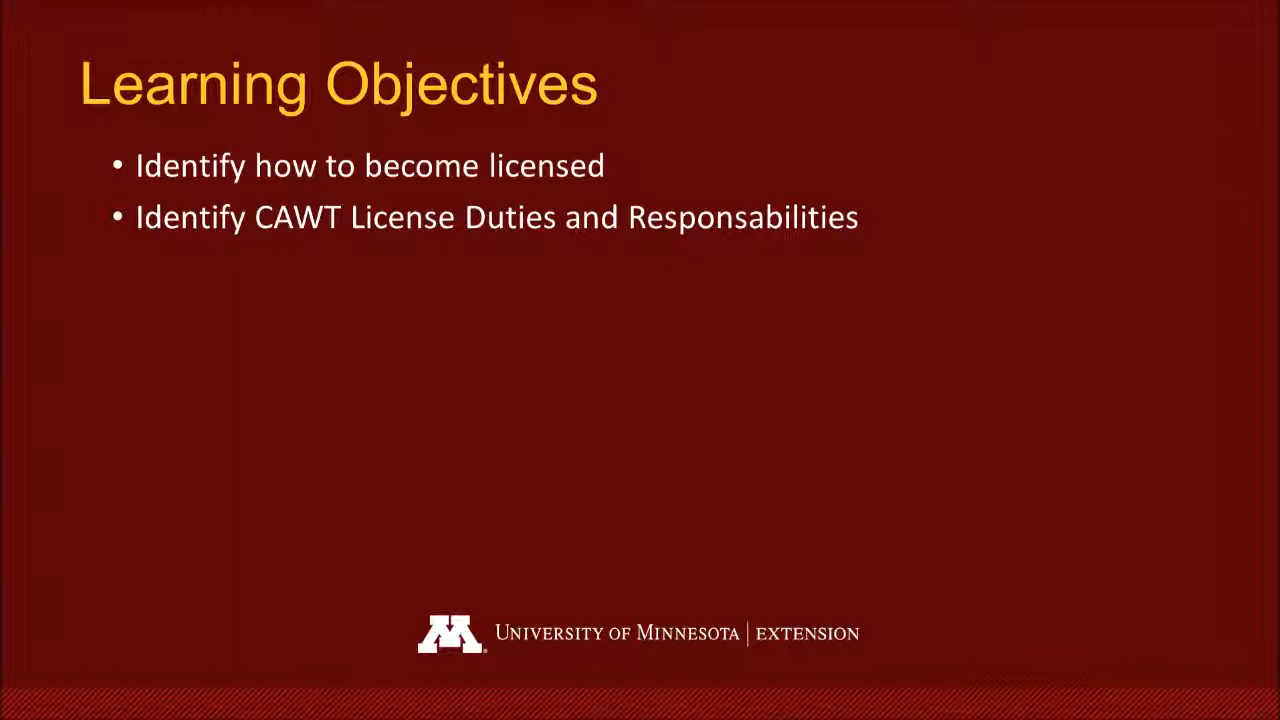 Learning Objectives
• Identify how to become licensed
• Identify CAWT License Duties and Responsabilities
M UNIVERSITY OF MINNESOTA | EXTENSION